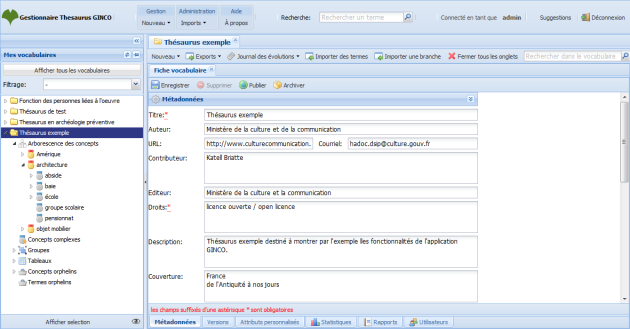 Gestion Administration Aide
Gestionnaire Thesaurus GINCO
Nouveau Imports À propos
Recherche: Rechercher un terme
Connecté en tant que admin
Suggestions Déconnexion
Mes vocabulaires
Afficher tous les vocabulaires
Filtrage: -
Fonction des personnes liées à l'oeuvre
Thésaurus de test
Thesaurus en archéologie préventive
Thésaurus exemple
Arborescence des concepts
Amérique
architecture
abside
baie
école
groupe scolaire
pensionnat
objet mobilier
Concepts complexes
Groupes
Tableaux
Concepts orphelins
Termes orphelins
Afficher selection
Thésaurus exemple
Nouveau Exports Journal des évolutions Importer des termes Importer une branche Fermer tous les onglets Rechercher dans le vocabulaire
Fiche vocabulaire
Enregistrer Supprimer Publier Archiver
Métadonnées
Titre:* Thésaurus exemple
Auteur: Ministère de la culture et de la communication
URL: http://www.culturecommunication. Courriel: hadoc.dsp@culture.gouv.fr
Contributeur: Katell Briatte
Editeur: Ministère de la culture et la communication
Droits:* licence ouverte / open licence
Description: Thésaurus exemple destiné à montrer par l'exemple lles fonctionnalités de l'application
GINCO.
Couverture: France
de l'Antiquité à nos jours
les champs suffixés d'une astérisque * sont obligatoires
Métadonnées Versions Attributs personnalisés Statistiques Rapports Utilisateurs